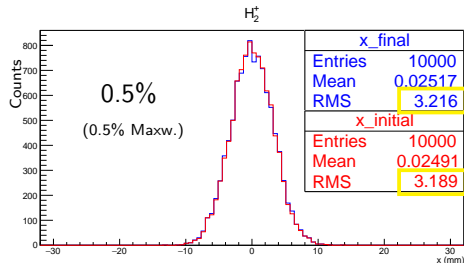 H₂⁺
Counts
800
700
600
500
400
300
200
100
0
0.5%
(0.5% Maxw.)
x_final
Entries 10000
Mean 0.02517
RMS 3.216
x_initial
Entries 10000
Mean 0.02491
RMS 3.189
−30 −20 −10 0 10 20 30
x (mm)